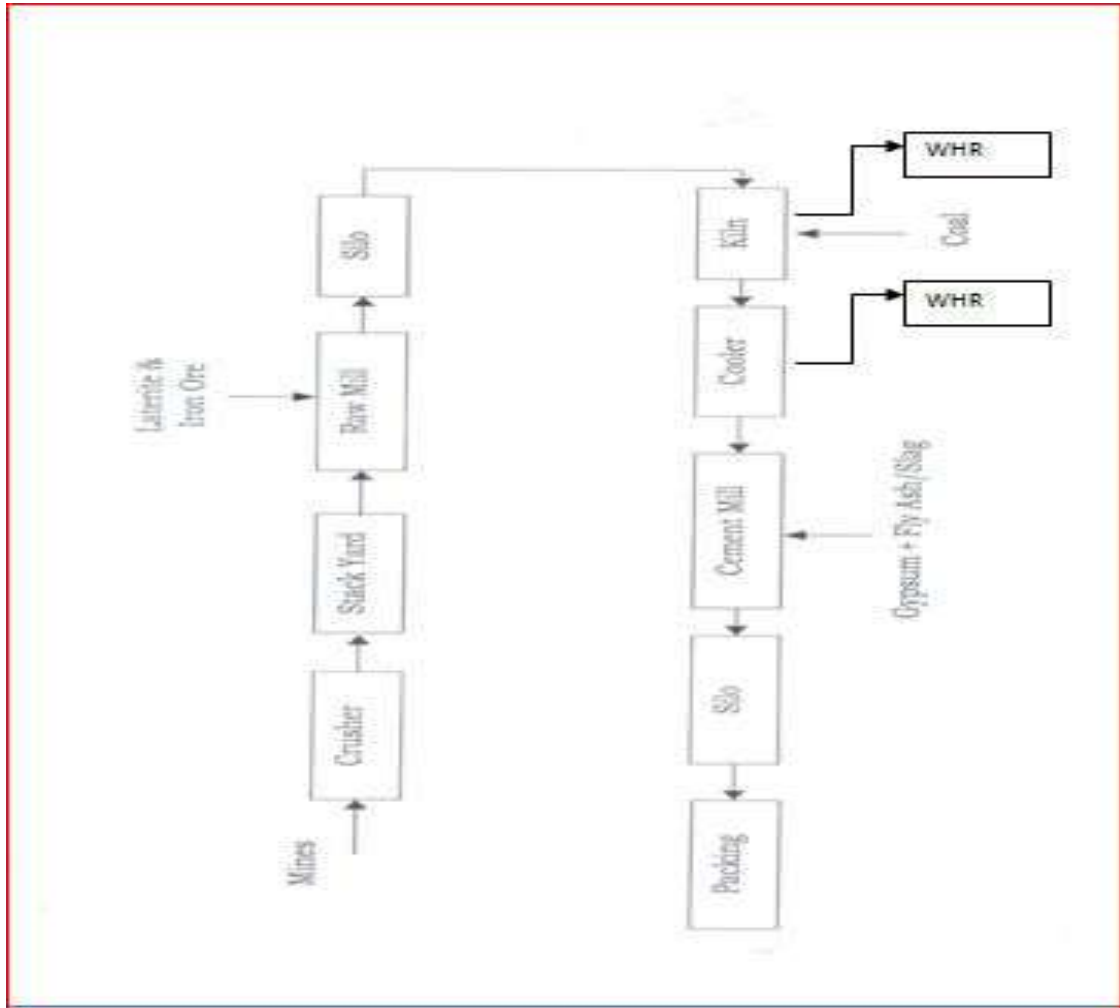 Mines
Crusher
Stack Yard
Raw Mill
Laterite &
Iron Ore
Silo
Kiln
WHR
Coal
Cooler
WHR
Cement Mill
Gypsum + Fly Ash/Slag
Silo
Packing